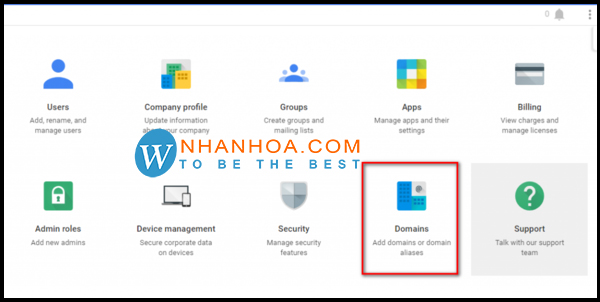 0
Users
Add, rename, and
manage users
Company profile
Update information
about your company
Groups
Create groups and
mailing lists
Apps
Manage apps and their
settings
Billing
View charges and
manage licenses
W NHANHOA.COM
TO BE THE BEST
Admin roles
Add new admins
Device management
Secure corporate data
on devices
Security
Manage security
features
Domains
Add domains or domain
aliases
Support
Talk with our support
team